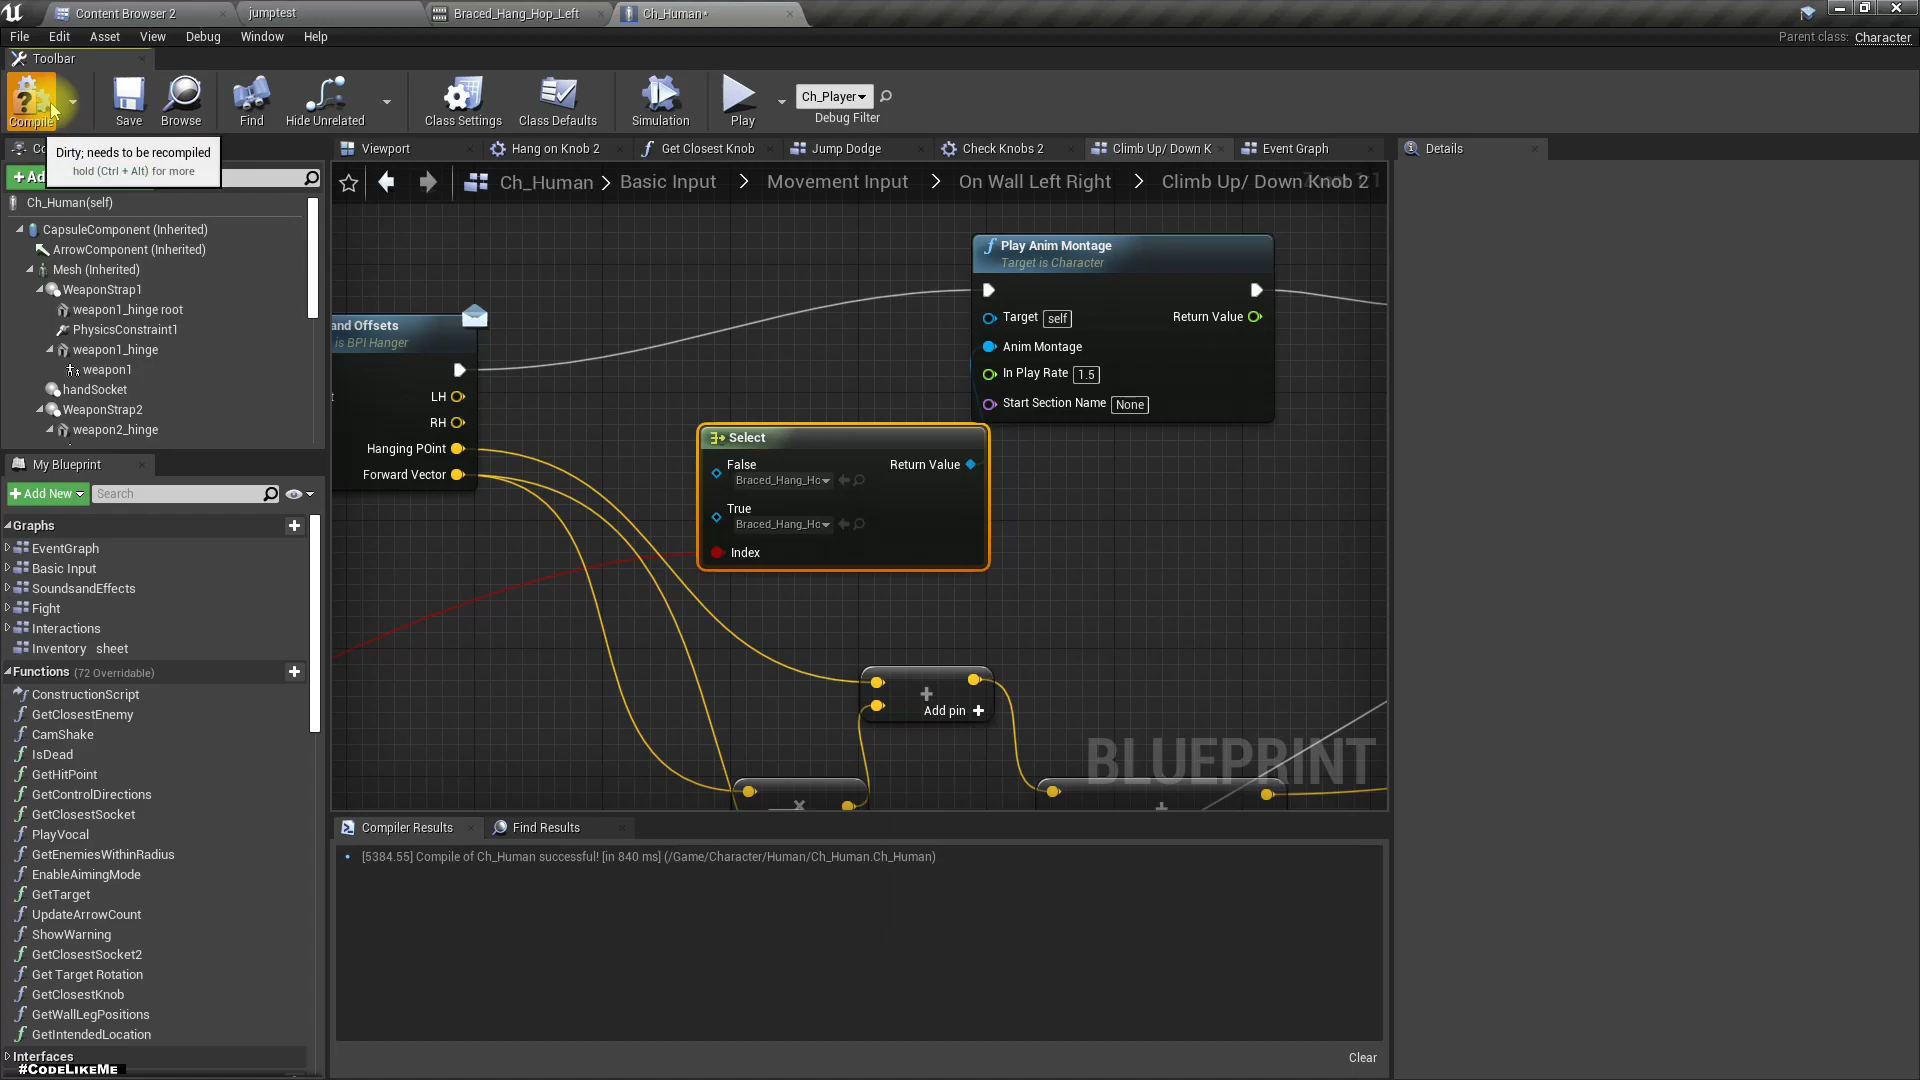 Content Browser 2
jumptest
Braced_Hang_Hop_Left
Ch_Human*
File
Edit
Asset
View
Debug
Window
Help
Parent class:
Character
Toolbar
Compile
Save
Browse
Find
Hide Unrelated
Class Settings
Class Defaults
Simulation
Play
Ch_Player
Debug Filter
Dirty; needs to be recompiled
hold (Ctrl + Alt) for more
Viewport
Hang on Knob 2
Get Closest Knob
Jump Dodge
Check Knobs 2
Climb Up/ Down K
Event Graph
Details
Ch_Human
Basic Input
Movement Input
On Wall Left Right
Climb Up/ Down Knob 2
Ch_Human(self)
CapsuleComponent (Inherited)
ArrowComponent (Inherited)
Mesh (Inherited)
WeaponStrap1
weapon1_hinge root
PhysicsConstraint1
weapon1_hinge
weapon1
handSocket
WeaponStrap2
weapon2_hinge
My Blueprint
Add New
Search
Graphs
EventGraph
Basic Input
SoundsandEffects
Fight
Interactions
Inventory sheet
Functions (72 Overridable)
ConstructionScript
GetClosestEnemy
CamShake
IsDead
GetHitPoint
GetControlDirections
GetClosestSocket
PlayVocal
GetEnemiesWithinRadius
EnableAimingMode
GetTarget
UpdateArrowCount
ShowWarning
GetClosestSocket2
Get Target Rotation
GetClosestKnob
GetWallLegPositions
GetIntendedLocation
Interfaces
#CODELIKEME
and Offsets
is BPI Hanger
LH
RH
Hanging POint
Forward Vector
Play Anim Montage
Target is Character
Target self
Return Value
Anim Montage
In Play Rate 1.5
Start Section Name None
Select
False
Braced_Hang_Hc
Return Value
True
Braced_Hang_Hc
Index
Add pin
BLUEPRINT
Compiler Results
Find Results
[5384.55] Compile of Ch_Human successful! [in 840 ms] (/Game/Character/Human/Ch_Human.Ch_Human)
Clear